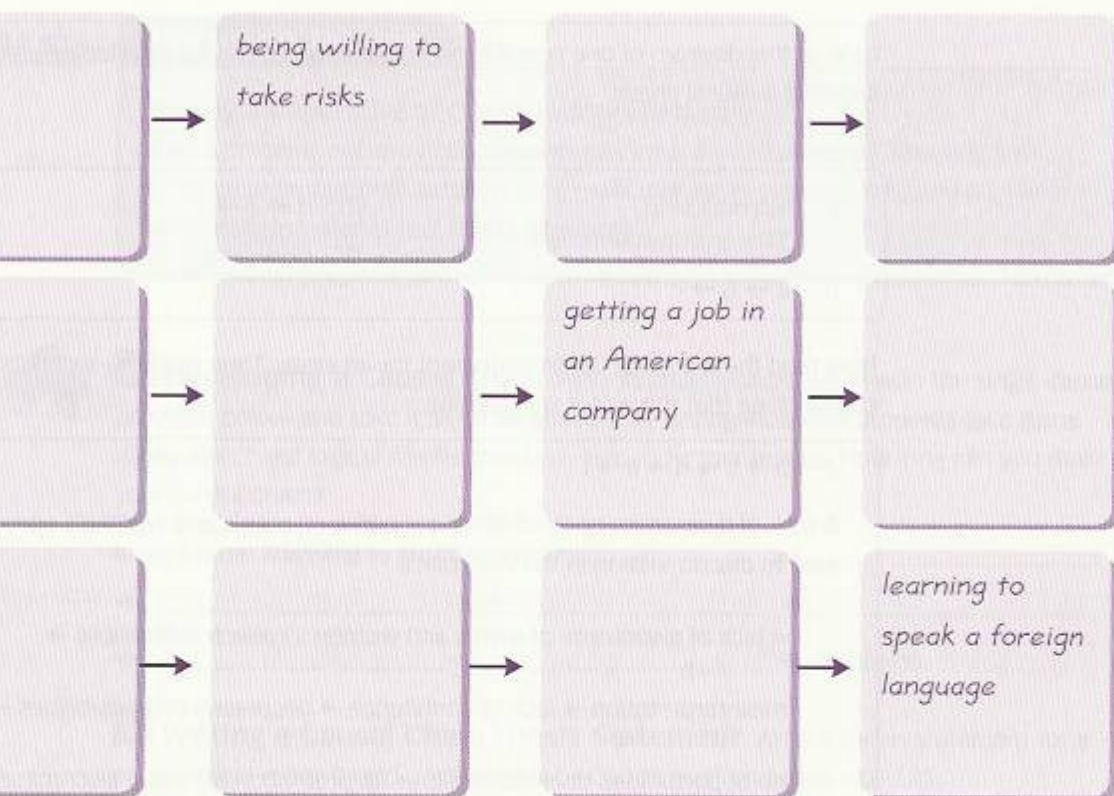 being willing to
take risks
getting a job in
an American
company
learning to
speak a foreign
language